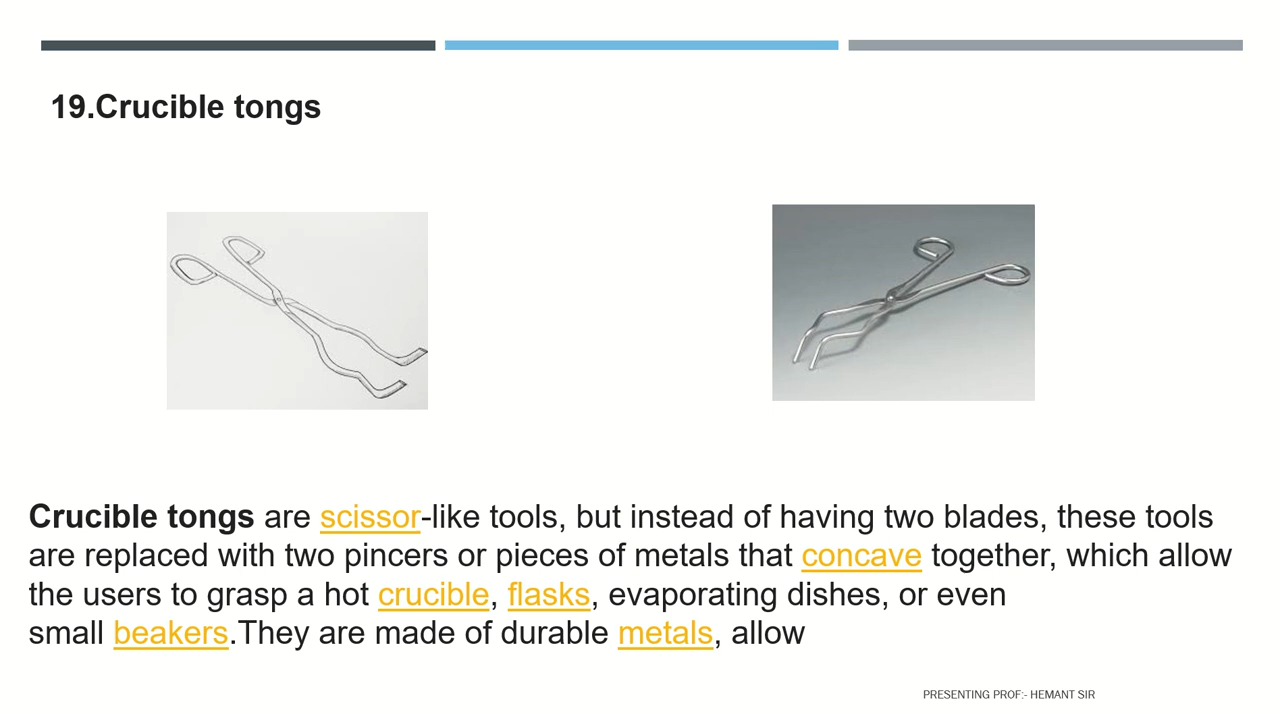 19.Crucible tongs
Crucible tongs are scissor-like tools, but instead of having two blades, these tools
are replaced with two pincers or pieces of metals that concave together, which allow
the users to grasp a hot crucible, flasks, evaporating dishes, or even
small beakers.They are made of durable metals, allow
PRESENTING PROF:- HEMANT SIR